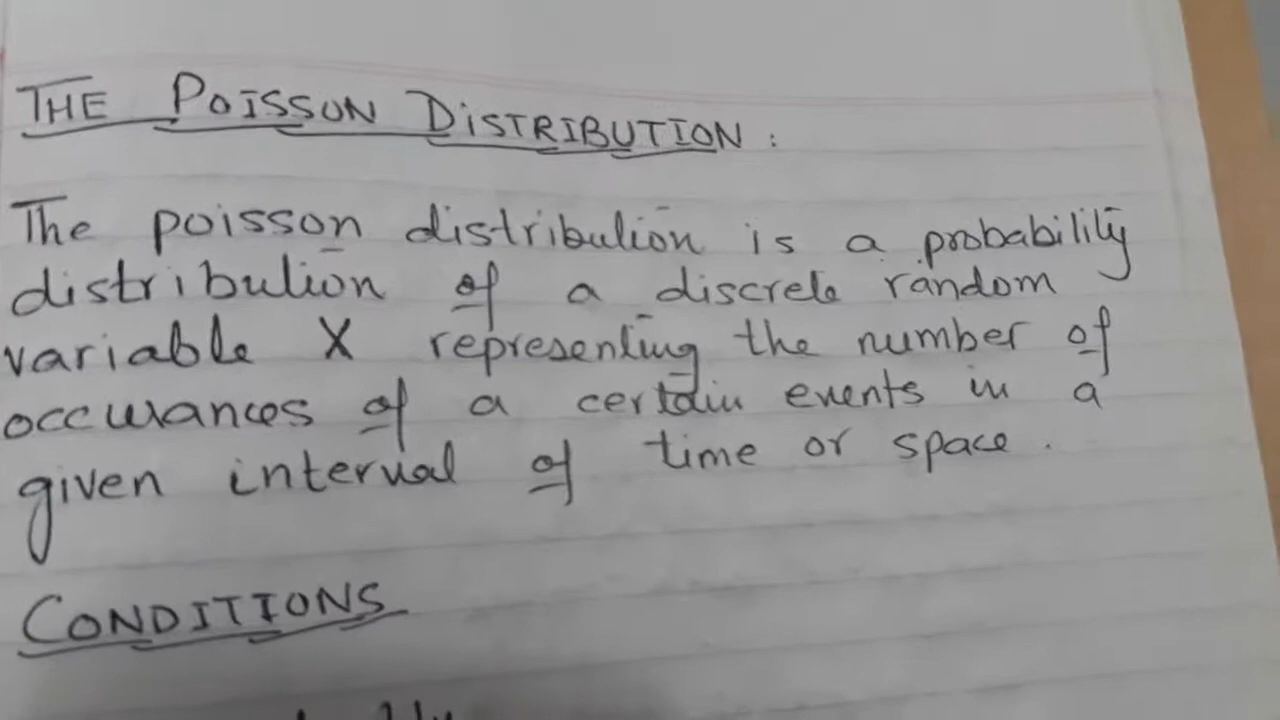 THE POISSON DISTRIBUTION:
The poisson distribution is a probability
distribution of a discrete random
variable X representing the number of
occurances of a certain events in a
given interval of time or space.
CONDITIONS